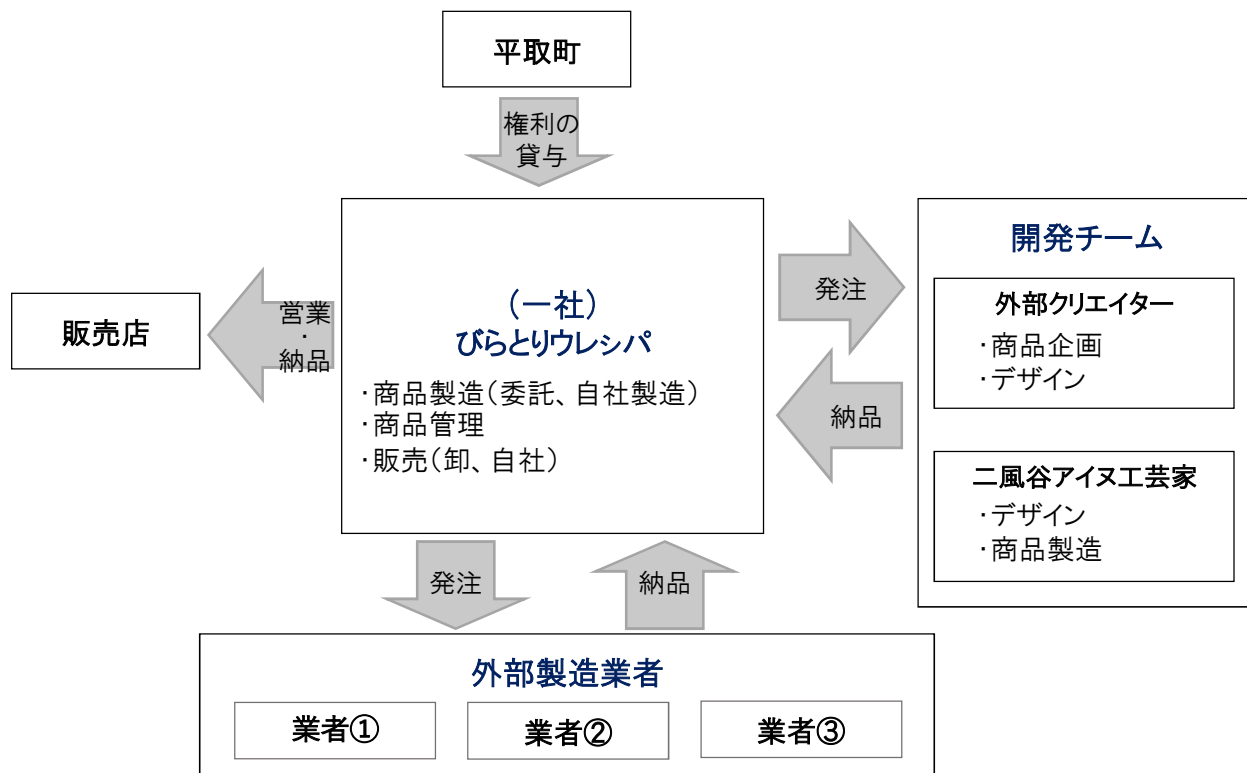 平取町
権利の
貸与
(一社)
びらとりウレシパ
・商品製造(委託、自社製造)
・商品管理
・販売(卸、自社)
営業
・
納品
販売店
発注
納品
開発チーム
外部クリエイター
・商品企画
・デザイン
二風谷アイヌ工芸家
・デザイン
・商品製造
発注
納品
外部製造業者
業者①
業者②
業者③